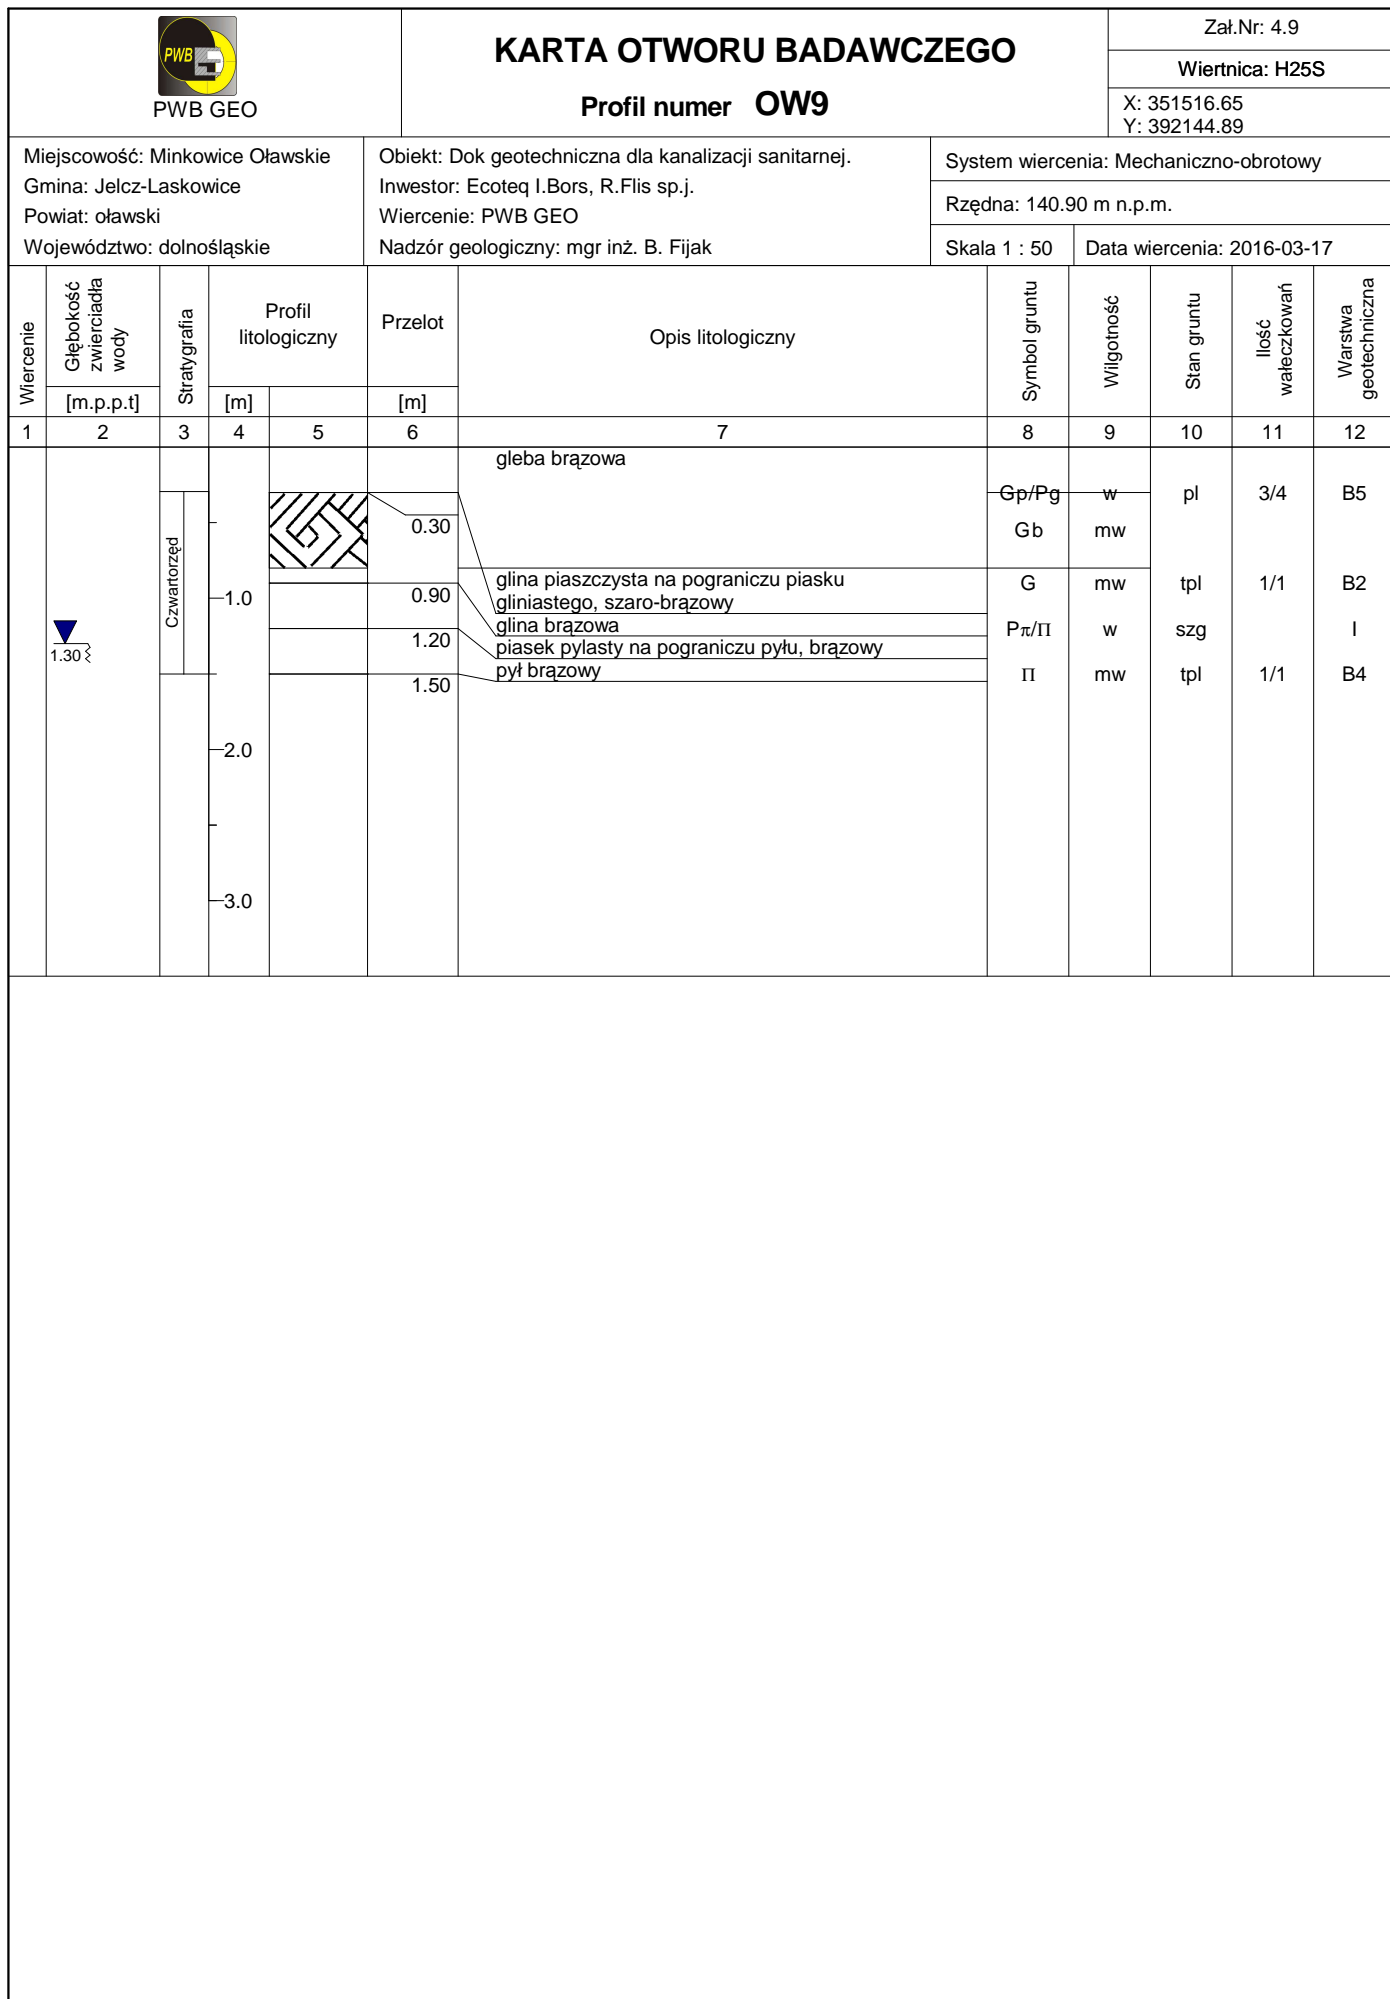 PWB
PWB GEO
KARTA OTWORU BADAWCZEGO
Profil numer OW9
Zał.Nr: 4.9
Wiertnica: H25S
X: 351516.65
Y: 392144.89
Miejscowość: Minkowice Oławskie
Gmina: Jelcz-Laskowice
Powiat: oławski
Województwo: dolnośląskie
Obiekt: Dok geotechniczna dla kanalizacji sanitarnej.
Inwestor: Ecoteq I.Bors, R.Flis sp.j.
Wiercenie: PWB GEO
Nadzór geologiczny: mgr inż. B. Fijak
System wiercenia: Mechaniczno-obrotowy
Rzędna: 140.90 m n.p.m.
Skala 1 : 50
Data wiercenia: 2016-03-17
Wiercenie
Głębokość
zwierciadła
wody
[m.p.p.t]
Stratygrafia
Profil
litologiczny
[m]
Przelot
[m]
Opis litologiczny
Symbol gruntu
Wilgotność
Stan gruntu
Ilość
wałeczkowań
Warstwa
geotechniczna
1 2 3 4 5 6 7 8 9 10 11 12
gleba brązowa
Gp/Pg w pl 3/4 B5
0.30 Gb mw
Czwartorzęd
1.0
0.90 glina piaszczysta na pograniczu piasku G mw tpl 1/1 B2
gliniastego, szaro-brązowy
glina brązowa Pπ/Π w szg I
1.30
1.20 piasek pylasty na pograniczu pyłu, brązowy
1.50 pył brązowy Π mw tpl 1/1 B4
2.0
3.0